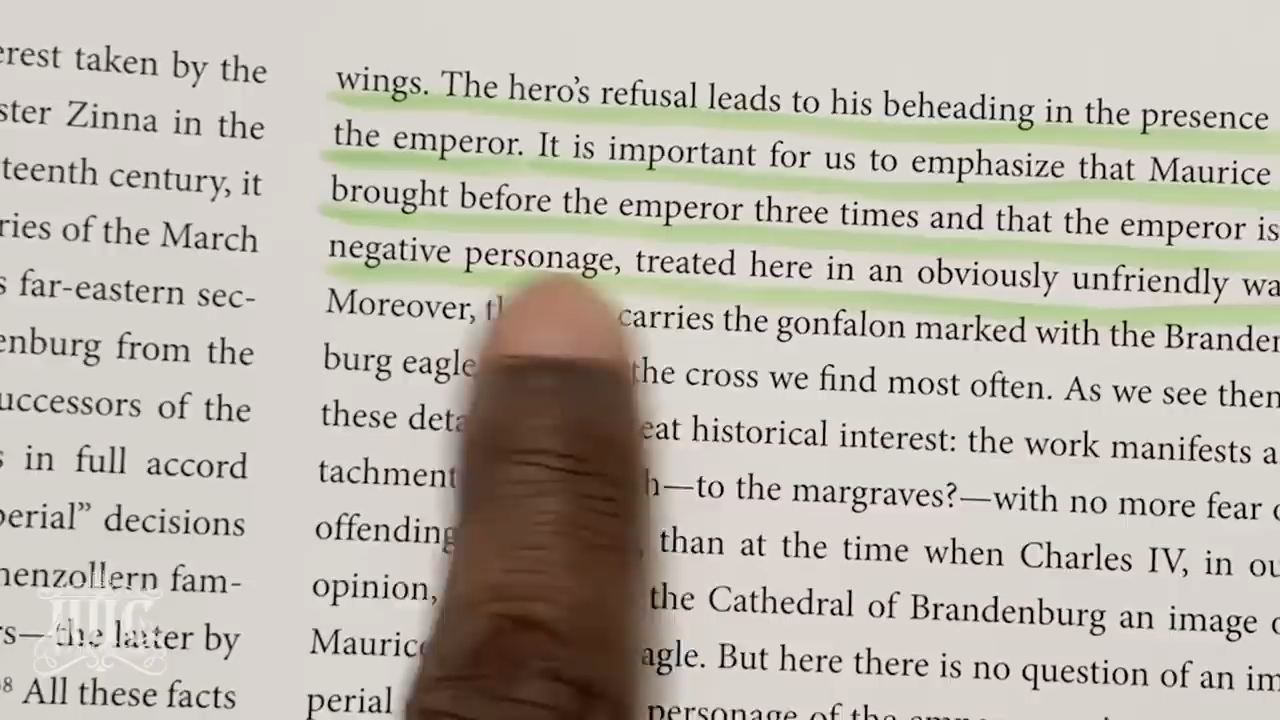 erest taken by the
ster Zinna in the
teenth century, it
ries of the March
s far-eastern sec-
enburg from the
uccessors of the
s in full accord
perial” decisions
henzollern fam-
rs—the latter by
8 All these facts
wings. The hero’s refusal leads to his beheading in the presence
the emperor. It is important for us to emphasize that Maurice
brought before the emperor three times and that the emperor is
negative personage, treated here in an obviously unfriendly wa
Moreover, carries the gonfalon marked with the Branden
burg eagle the cross we find most often. As we see them
these deta eat historical interest: the work manifests a
tachment h—to the margraves?—with no more fear o
offending , than at the time when Charles IV, in ou
opinion, the Cathedral of Brandenburg an image o
Maurice agle. But here there is no question of an im
perial personage of the